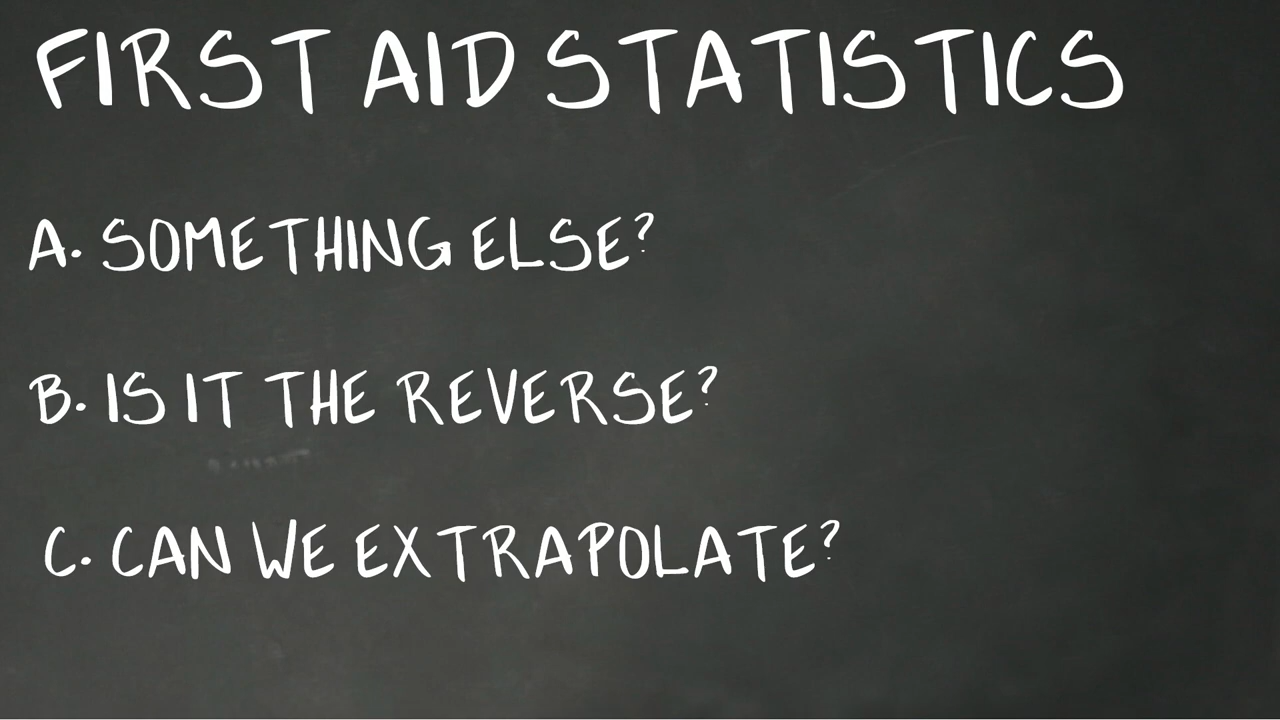 FIRST AID STATISTICS
A. SOMETHING ELSE?
B. IS IT THE REVERSE?
C. CAN WE EXTRAPOLATE?